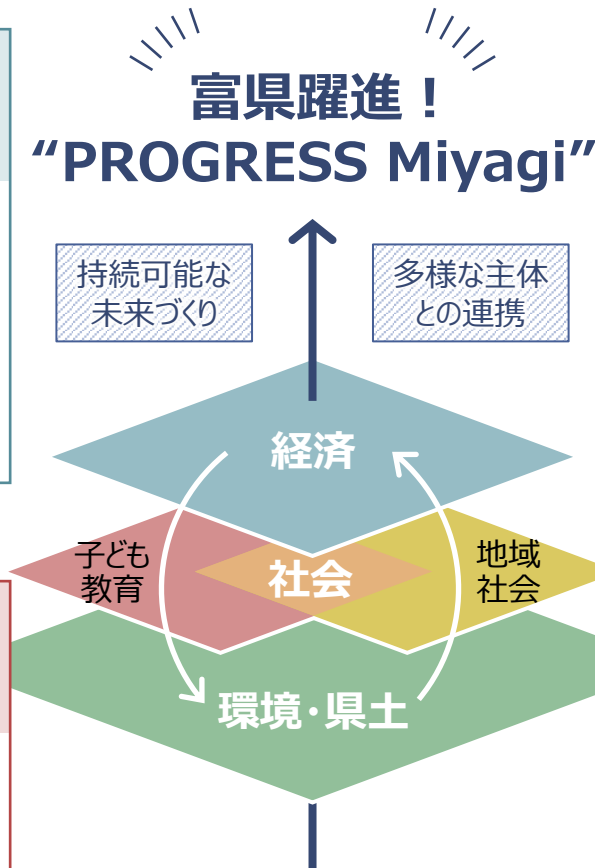 富県躍進！
“PROGRESS Miyagi”
持続可能な
未来づくり
多様な主体
との連携
経済
子ども
教育
社会
地域
社会
環境・県土